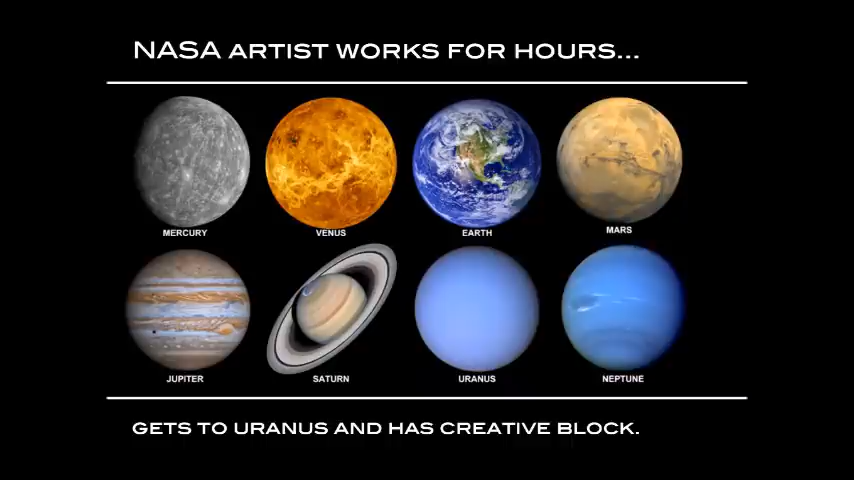 NASA ARTIST WORKS FOR HOURS...
MERCURY
VENUS
EARTH
MARS
JUPITER
SATURN
URANUS
NEPTUNE
GETS TO URANUS AND HAS CREATIVE BLOCK.